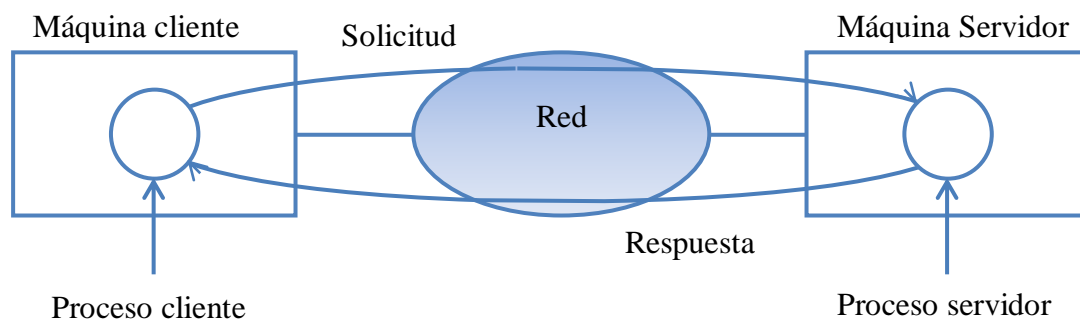 Máquina cliente
Solicitud
Máquina Servidor
Red
Respuesta
Proceso cliente
Proceso servidor